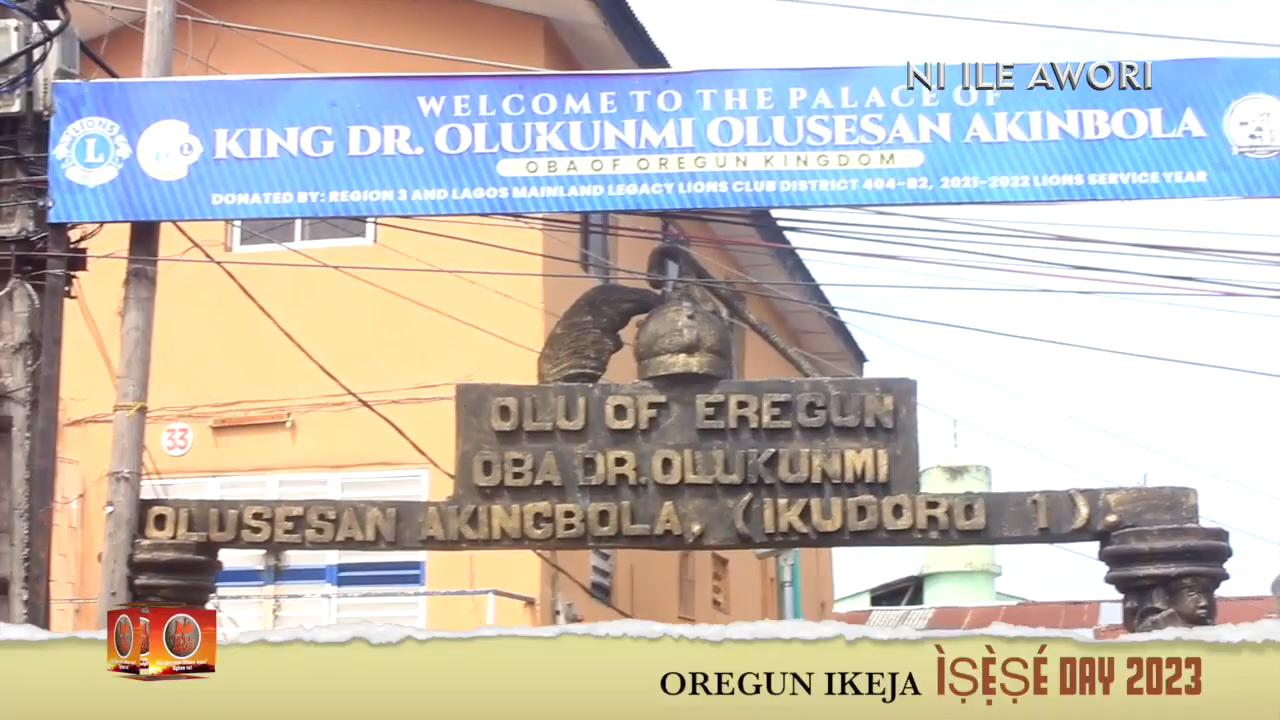 NI ILE AWORI
WELCOME TO THE PALACE OF
KING DR. OLUKUNMI OLUSESAN AKINBOLA
OBA OF OREGUN KINGDOM
DONATED BY: REGION 3 AND LAGOS MAINLAND LEGACY LIONS CLUB DISTRICT 404-B2, 2021-2022 LIONS SERVICE YEAR
LIONS
L
OLU OF EREGUN
OBA DR. OLUKUNMI
OLUSESAN AKINGBOLA, (IKUDORO 1).
33
OREGUN IKEJA ÌṢẸ̀ṢÉ DAY 2023